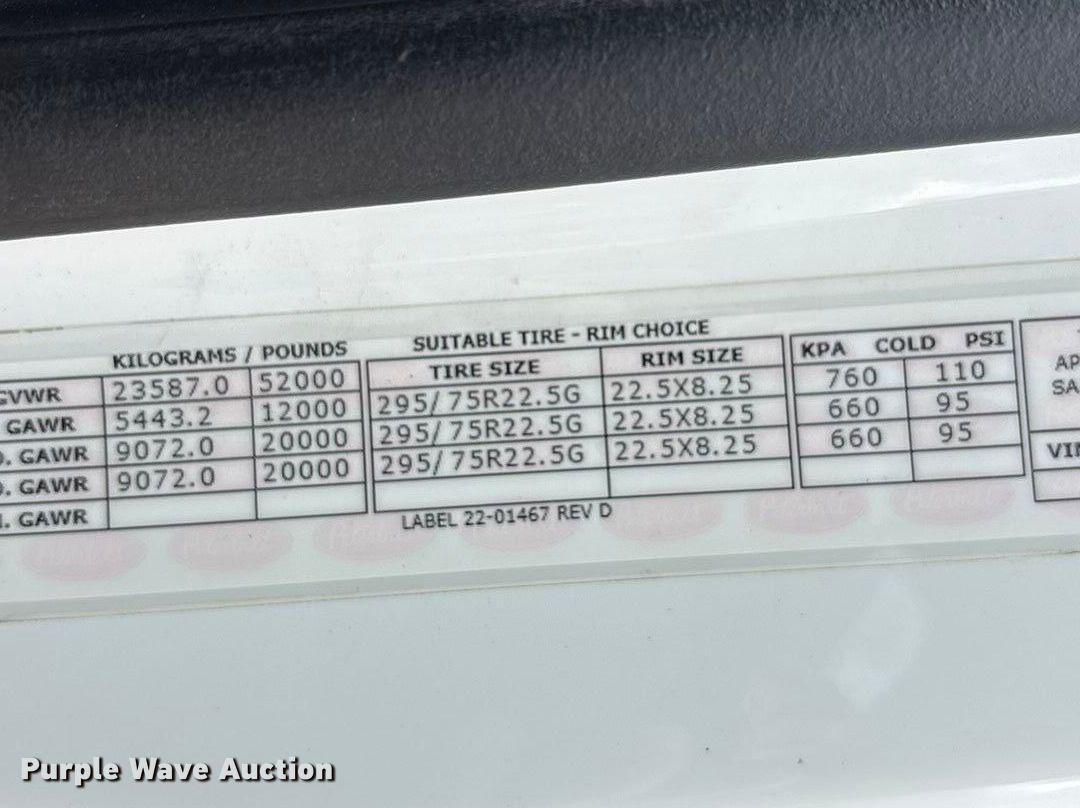 KILOGRAMS / POUNDS SUITABLE TIRE - RIM CHOICE
TIRE SIZE RIM SIZE KPA COLD PSI
GVWR 23587.0 52000
GAWR 5443.2 12000 295/75R22.5G 22.5X8.25 760 110
GAWR 9072.0 20000 295/75R22.5G 22.5X8.25 660 95
GAWR 9072.0 20000 295/75R22.5G 22.5X8.25 660 95
GAWR
LABEL 22-01467 REV D
AP
SA
VIN
Purple Wave Auction